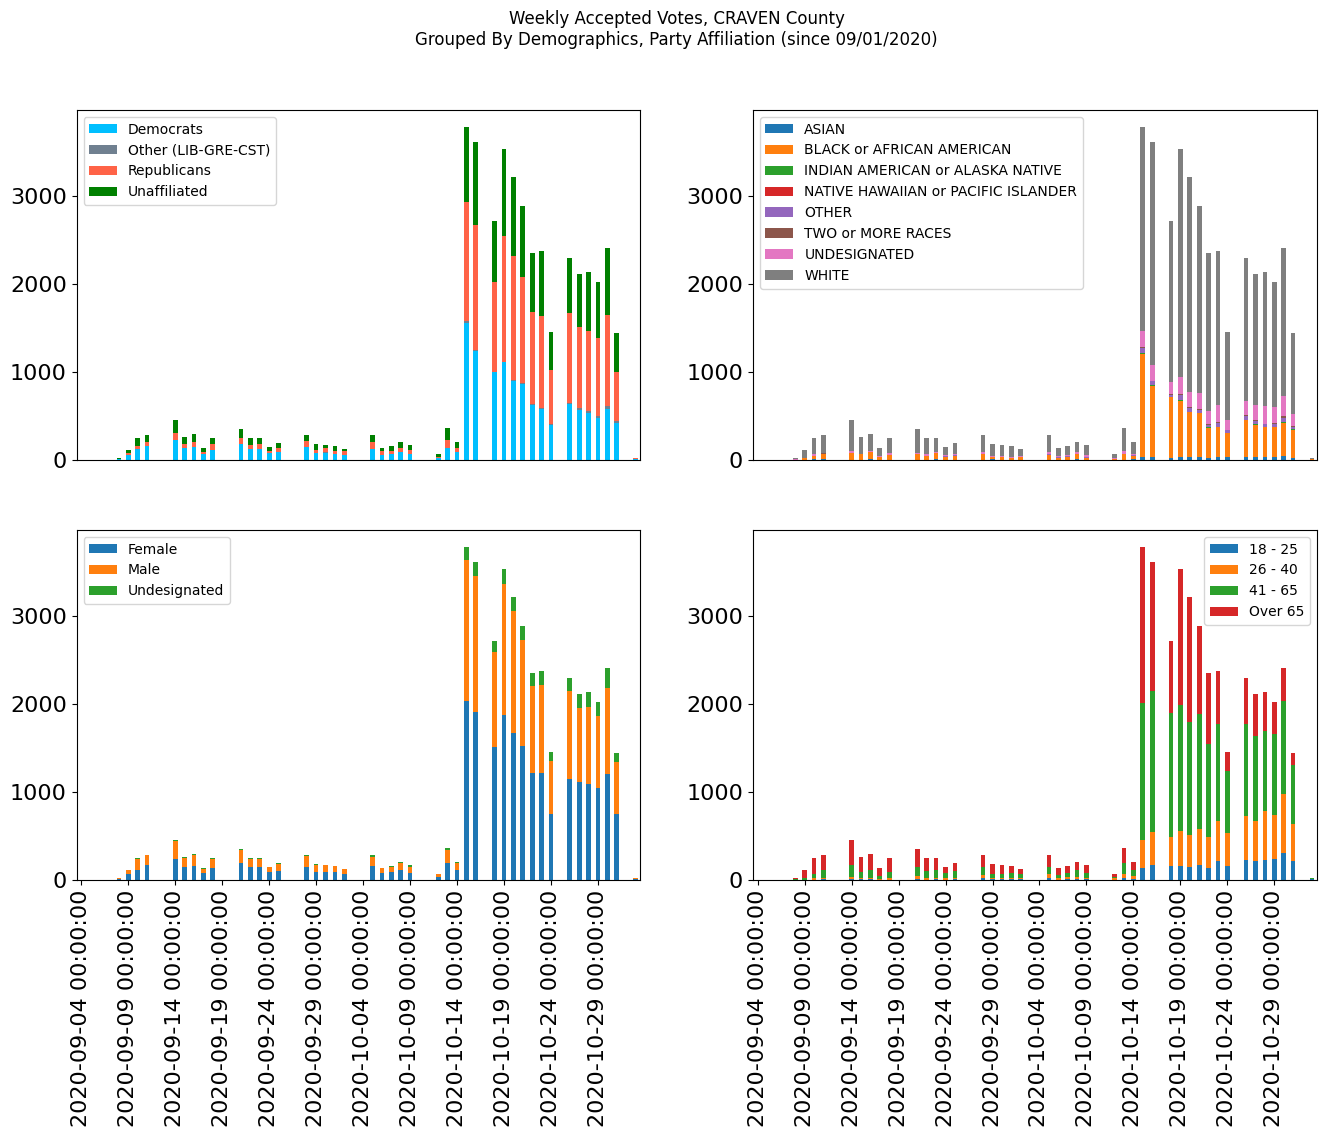 Weekly Accepted Votes, CRAVEN County
Grouped By Demographics, Party Affiliation (since 09/01/2020)
3000
2000
1000
0
Democrats
Other (LIB-GRE-CST)
Republicans
Unaffiliated
3000
2000
1000
0
ASIAN
BLACK or AFRICAN AMERICAN
INDIAN AMERICAN or ALASKA NATIVE
NATIVE HAWAIIAN or PACIFIC ISLANDER
OTHER
TWO or MORE RACES
UNDESIGNATED
WHITE
3000
2000
1000
0
Female
Male
Undesignated
2020-09-04 00:00:00
2020-09-09 00:00:00
2020-09-14 00:00:00
2020-09-19 00:00:00
2020-09-24 00:00:00
2020-09-29 00:00:00
2020-10-04 00:00:00
2020-10-09 00:00:00
2020-10-14 00:00:00
2020-10-19 00:00:00
2020-10-24 00:00:00
2020-10-29 00:00:00
3000
2000
1000
0
18 - 25
26 - 40
41 - 65
Over 65
2020-09-04 00:00:00
2020-09-09 00:00:00
2020-09-14 00:00:00
2020-09-19 00:00:00
2020-09-24 00:00:00
2020-09-29 00:00:00
2020-10-04 00:00:00
2020-10-09 00:00:00
2020-10-14 00:00:00
2020-10-19 00:00:00
2020-10-24 00:00:00
2020-10-29 00:00:00